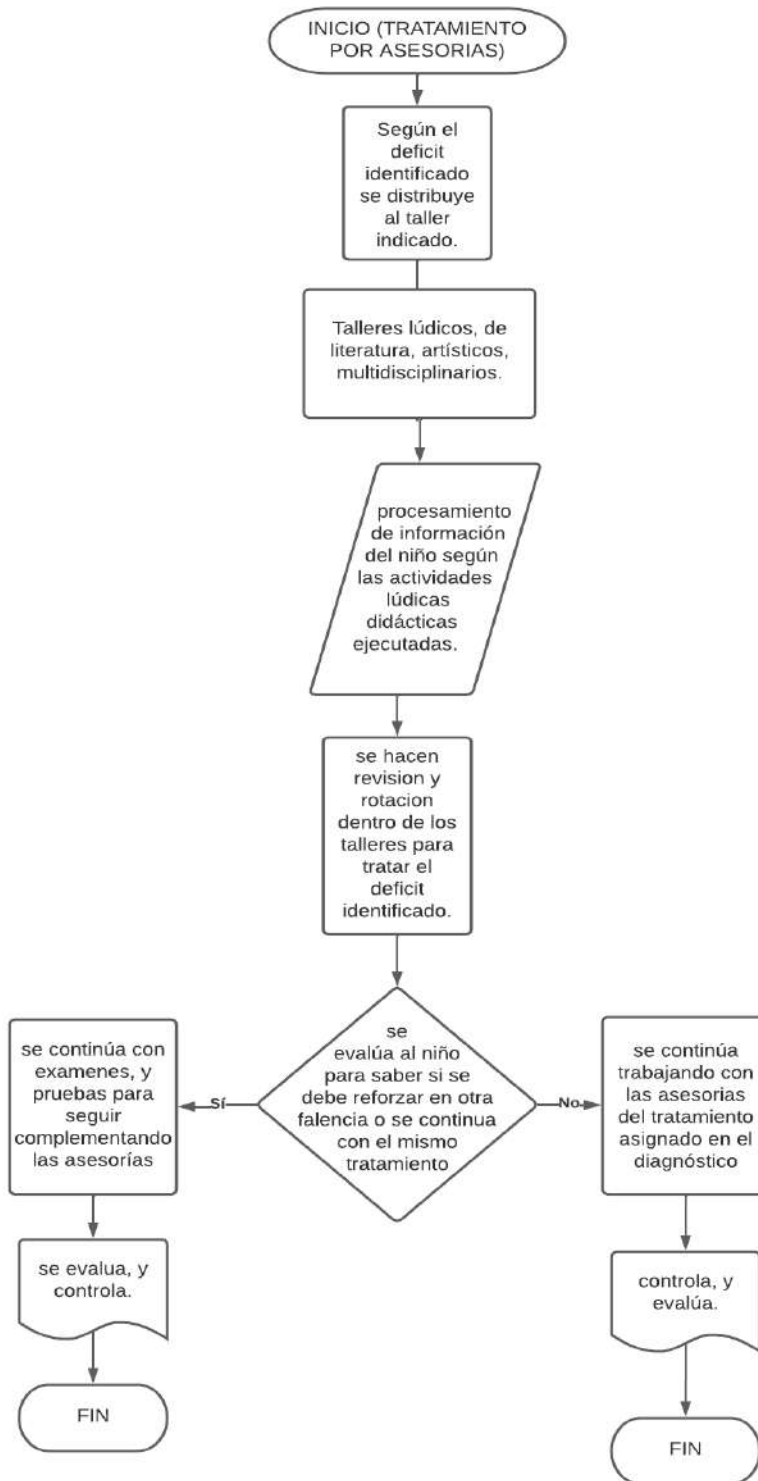 INICIO (TRATAMIENTO
POR ASESORIAS)
Según el
deficit
identificado
se distribuye
al taller
indicado.
Talleres lúdicos, de
literatura, artísticos,
multidisciplinarios.
procesamiento
de información
del niño según
las actividades
lúdicas
didácticas
ejecutadas.
se hacen
revision y
rotacion
dentro de los
talleres para
tratar el
deficit
identificado.
se
evalúa al niño
para saber si se
debe reforzar en otra
falencia o se continua
con el mismo
tratamiento
Sí
se continúa con
examenes, y
pruebas para
seguir
complementando
las asesorías
se evalua, y
controla.
FIN
No
se continúa
trabajando con
las asesorias
del tratamiento
asignado en el
diagnóstico
controla, y
evalúa.
FIN